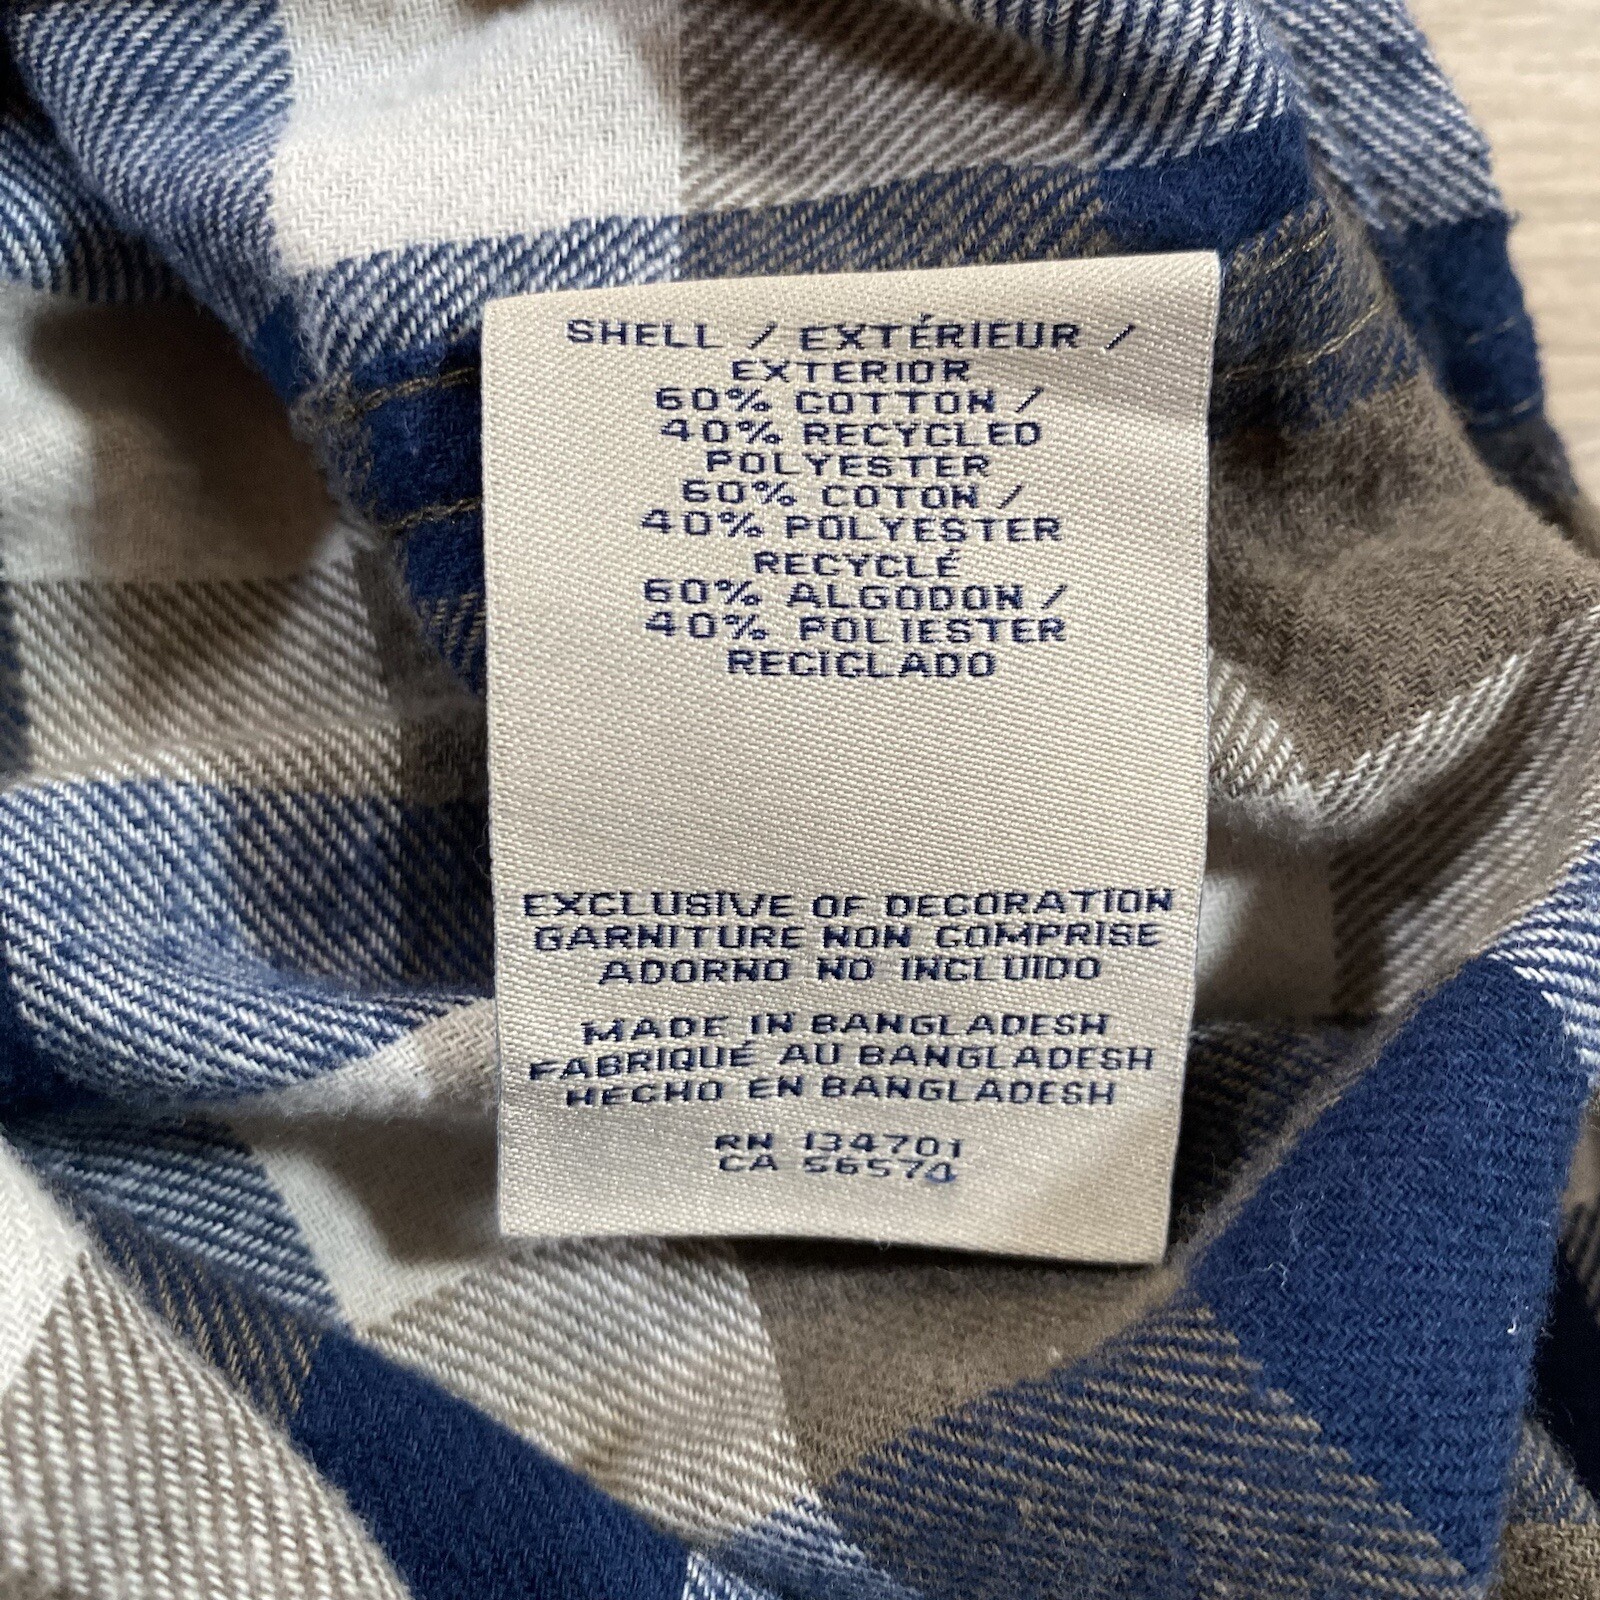 SHELL / EXTÉRIEUR /
EXTERIOR
60% COTTON /
40% RECYCLED
POLYESTER
60% COTON /
40% POLYESTER
RECYCLÉ
60% ALGODON /
40% POLIESTER
RECICLADO
EXCLUSIVE OF DECORATION
GARNITURE NON COMPRISE
ADORNO NO INCLUIDO
MADE IN BANGLADESH
FABRIQUÉ AU BANGLADESH
HECHO EN BANGLADESH
RN 134701
CA 56574